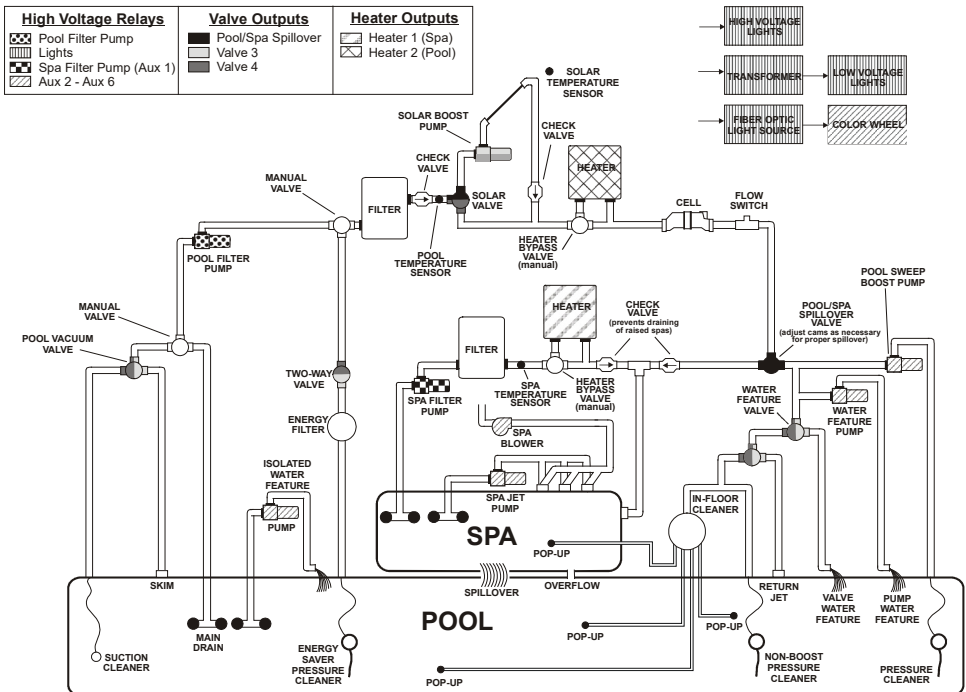 High Voltage Relays
Pool Filter Pump
Lights
Spa Filter Pump (Aux 1)
Aux 2 - Aux 6
Valve Outputs
Pool/Spa Spillover
Valve 3
Valve 4
Heater Outputs
Heater 1 (Spa)
Heater 2 (Pool)
HIGH VOLTAGE
LIGHTS
TRANSFORMER
LOW VOLTAGE
LIGHTS
FIBER OPTIC
LIGHT SOURCE
COLOR WHEEL
SOLAR
TEMPERATURE
SENSOR
SOLAR BOOST
PUMP
CHECK
VALVE
CHECK
VALVE
MANUAL
VALVE
FILTER
SOLAR
VALVE
HEATER
CELL
FLOW
SWITCH
POOL FILTER
PUMP
POOL
TEMPERATURE
SENSOR
HEATER
BYPASS
VALVE
(manual)
POOL SWEEP
BOOST PUMP
MANUAL
VALVE
POOL VACUUM
VALVE
HEATER
CHECK
VALVE
(prevents draining
of raised spas)
POOL/SPA
SPILLOVER
VALVE
(adjust cams as necessary
for proper spillover)
FILTER
TWO-WAY
VALVE
SPA FILTER
PUMP
SPA
TEMPERATURE
SENSOR
HEATER
BYPASS
VALVE
(manual)
WATER
FEATURE
VALVE
WATER
FEATURE
PUMP
ENERGY
FILTER
SPA
BLOWER
ISOLATED
WATER
FEATURE
PUMP
SPA JET
PUMP
IN-FLOOR
CLEANER
SPA
POP-UP
SKIM
SPILLOVER
OVERFLOW
RETURN
JET
VALVE
WATER
FEATURE
PUMP
WATER
FEATURE
POOL
MAIN
DRAIN
POP-UP
POP-UP
SUCTION
CLEANER
ENERGY
SAVER
PRESSURE
CLEANER
POP-UP
NON-BOOST
PRESSURE
CLEANER
PRESSURE
CLEANER